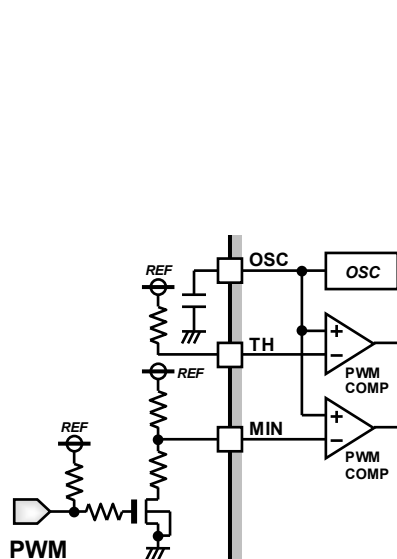 OSC
REF
OSC
TH
REF
PWM
COMP
MIN
REF
PWM
COMP
PWM